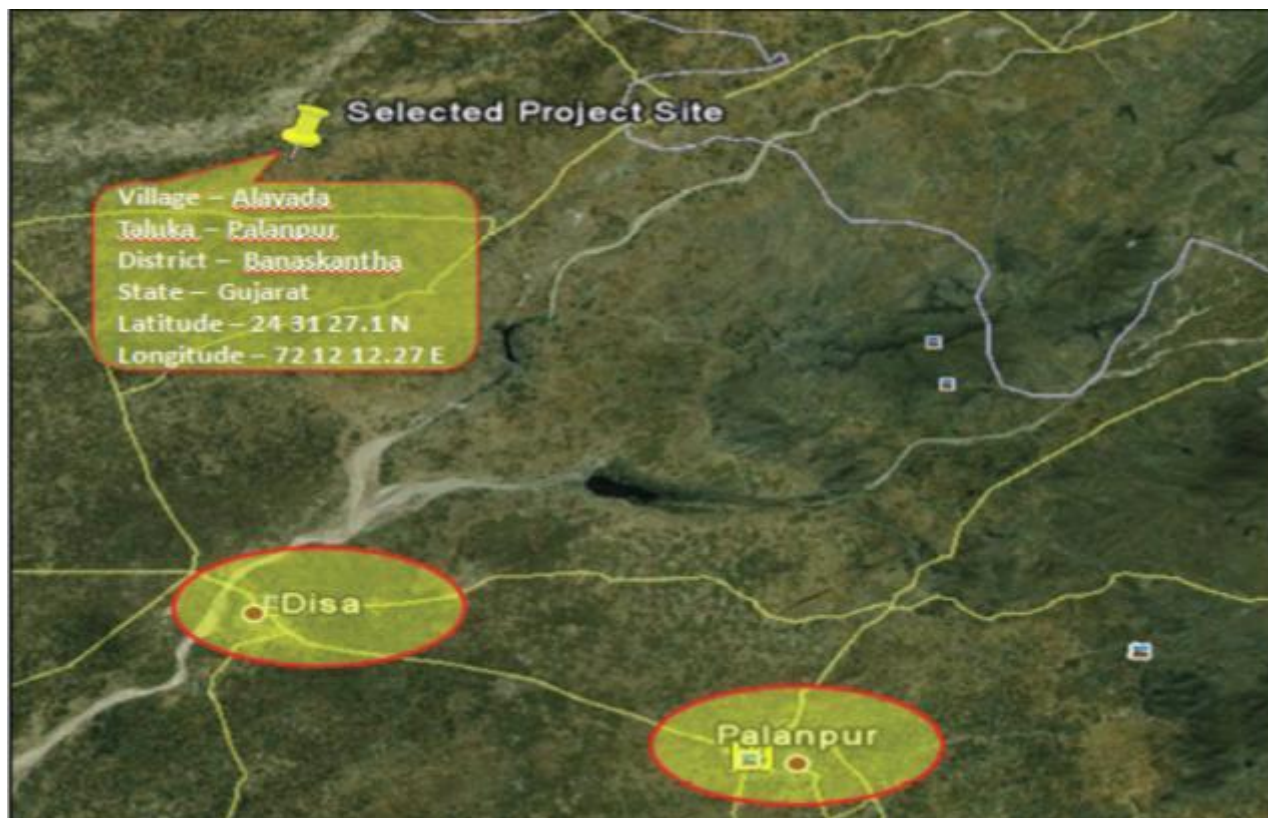 Selected Project Site
Village – Alavada
Taluka – Palanpur
District – Banaskantha
State – Gujarat
Latitude – 24 31 27.1 N
Longitude – 72 12 12.27 E
Disa
Palanpur